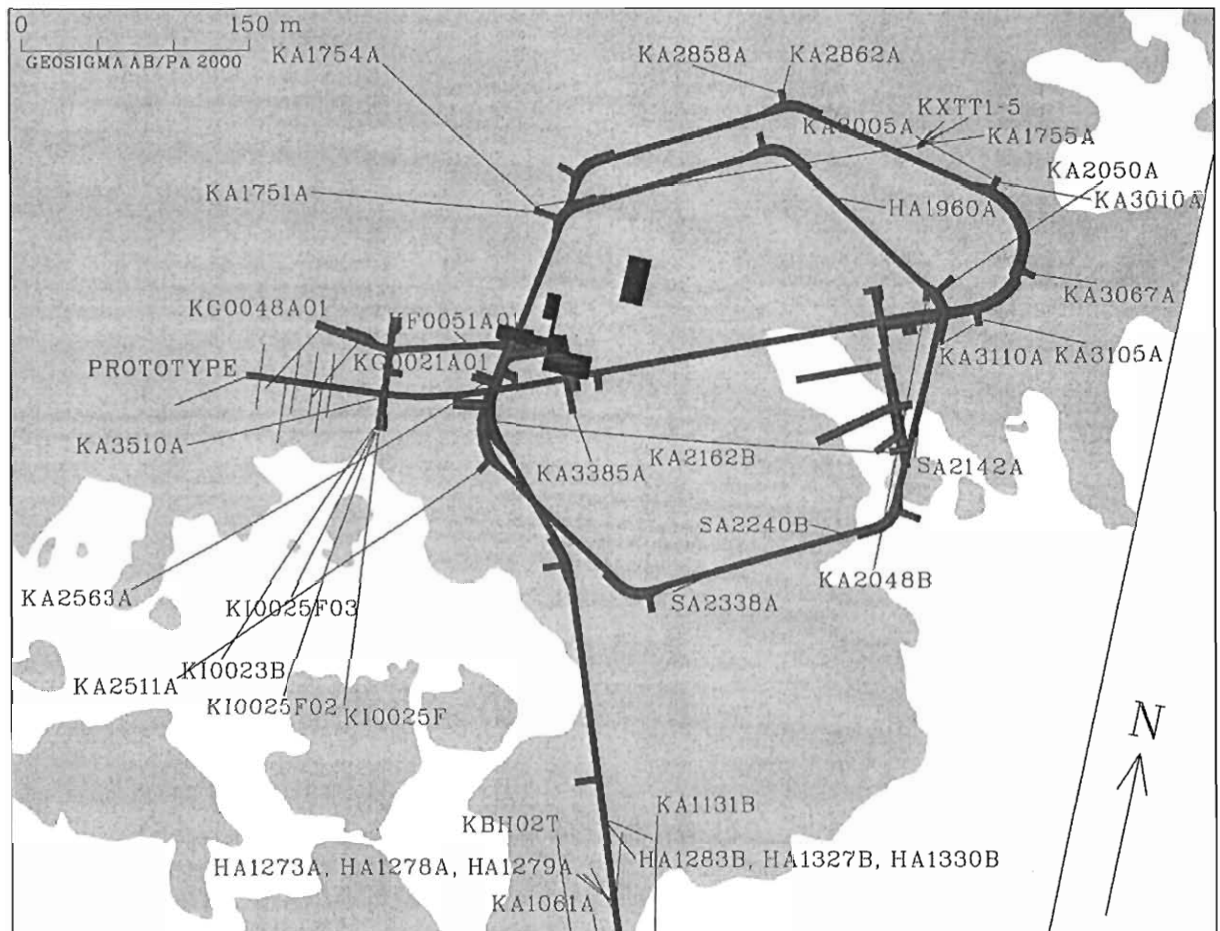 0 150 m
GEOSIGMA AB/PA 2000
KA1754A
KA2858A
KA2862A
KXTT1-5
KA3005A
KA1755A
KA2050A
KA1751A
HA1960A
KA3010A
KA3067A
KG0048A01
KF0051A01
KG0021A01
PROTOTYPE
KA3110A
KA3105A
KA3510A
KA3385A
KA2162B
SA2142A
SA2240B
KA2048B
KA2563A
KI0025F03
SA2338A
KI0023B
KA2511A
KI0025F02
KI0025F
N
KA1131B
KBH02T
HA1273A, HA1278A, HA1279A
HA1283B, HA1327B, HA1330B
KA1061A